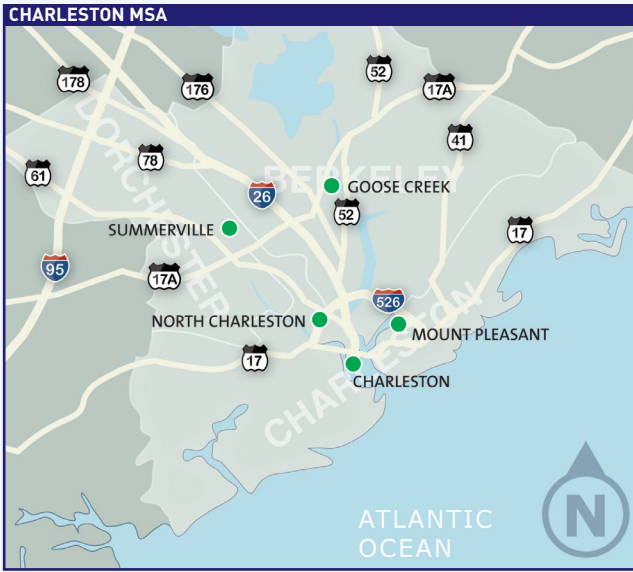 CHARLESTON MSA
178
176
52
17A
41
78
61
DORCHESTER
BERKELEY
26
GOOSE CREEK
52
SUMMERVILLE
17
95
17A
526
NORTH CHARLESTON
MOUNT PLEASANT
17
CHARLESTON
CHARLESTON
ATLANTIC
OCEAN
N